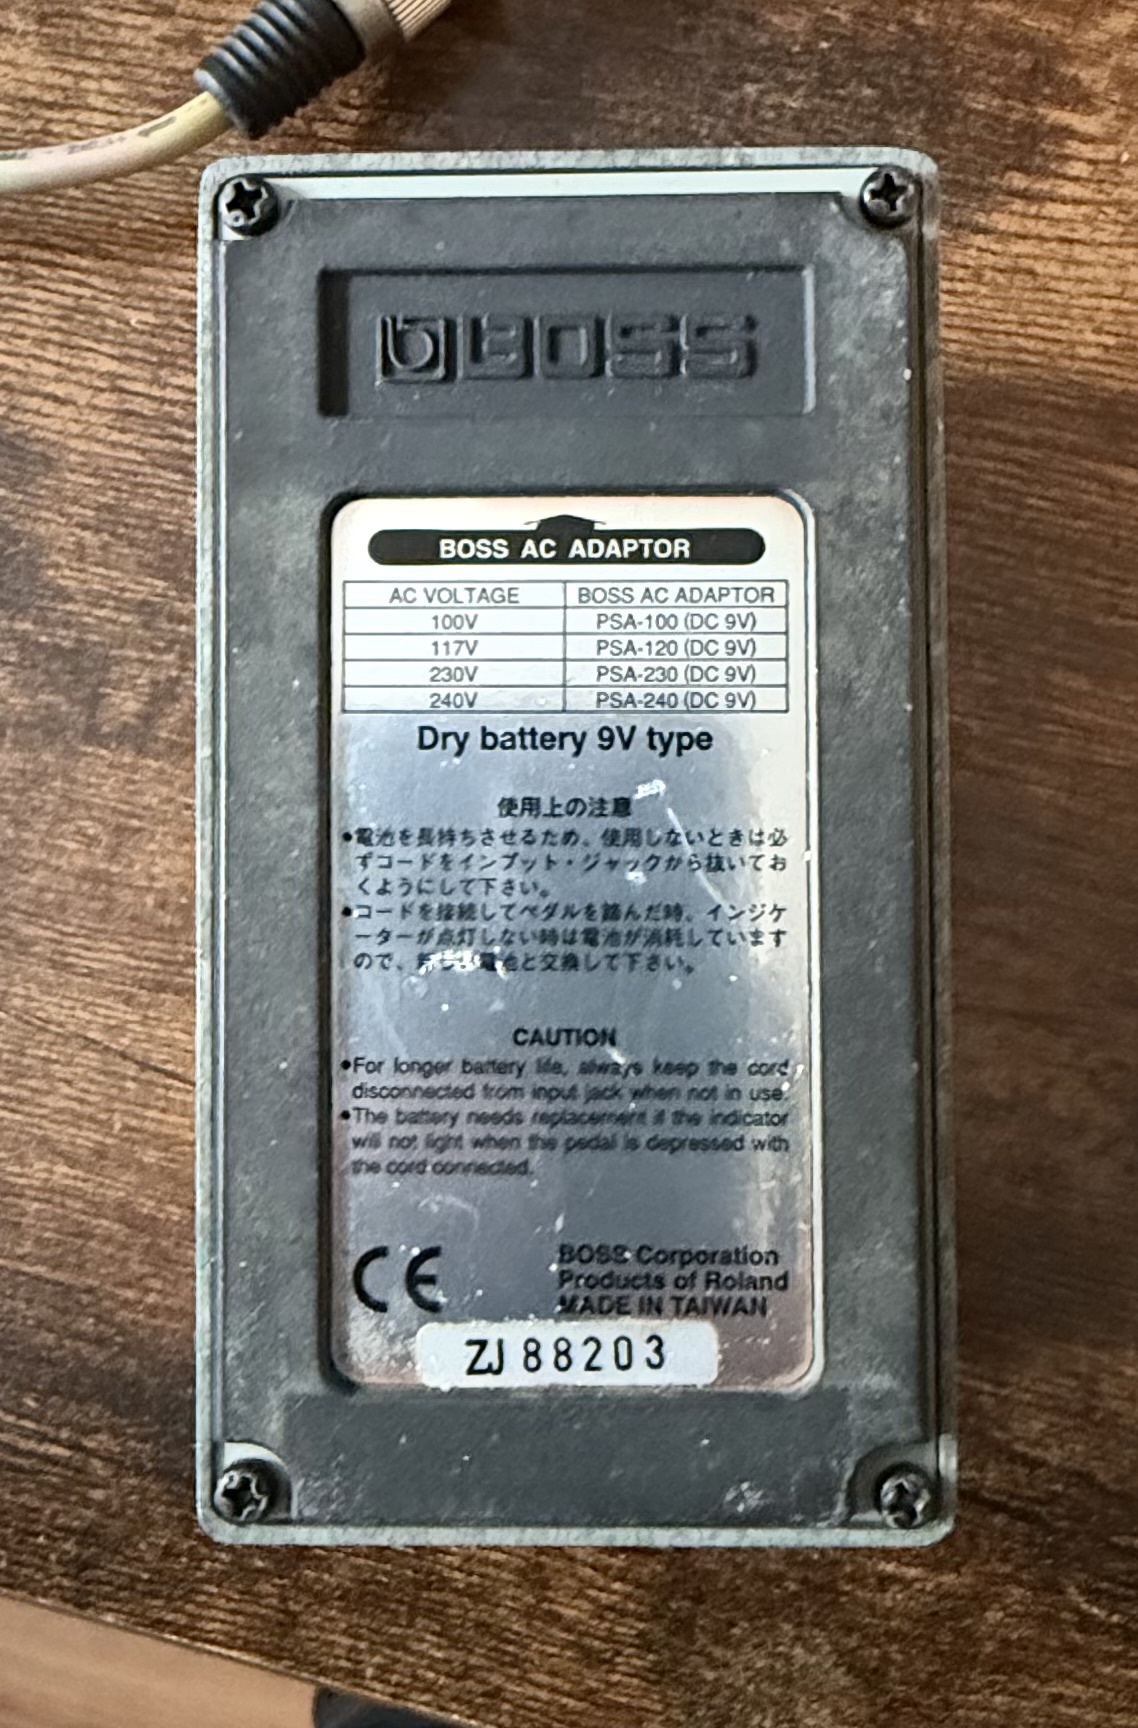 BOSS
BOSS AC ADAPTOR
AC VOLTAGE BOSS AC ADAPTOR
100V PSA-100 (DC 9V)
117V PSA-120 (DC 9V)
230V PSA-230 (DC 9V)
240V PSA-240 (DC 9V)
Dry battery 9V type
使用上の注意
●電池を長持ちさせるため、使用しないときは必
ずコードをインプット・ジャックから抜いてお
くようにして下さい。
●コードを接続してペダルを踏んだ時、インジケ
ーターが点灯しない時は電池が消耗しています
ので、電池と交換して下さい。
CAUTION
●For longer battery life, always keep the cord
disconnected from input jack when not in use.
●The battery needs replacement if the indicator
will not light when the pedal is depressed with
the cord connected.
CE
BOSS Corporation
Products of Roland
MADE IN TAIWAN
ZJ 88203